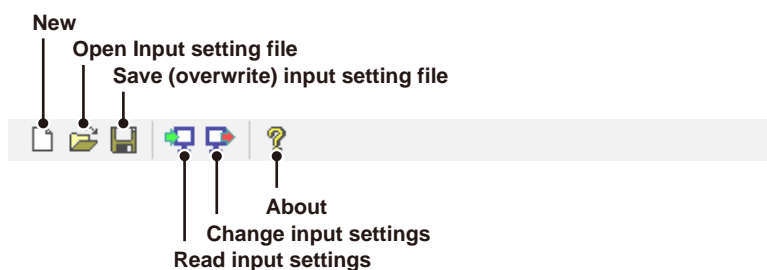 New
Open Input setting file
Save (overwrite) input setting file
About
Change input settings
Read input settings